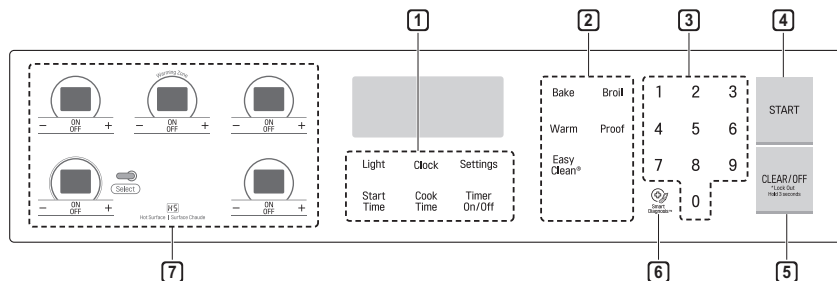 1
2
3
4
Warming Zone
ON
OFF
- +
ON
OFF
- +
ON
OFF
- +
Select
ON
OFF
- +
HS
Hot Surface | Surface Chaude
ON
OFF
- +
Light Clock Settings
Start Time
Cook Time
Timer On/Off
Bake Broil
Warm Proof
Easy
Clean®
1 2 3
4 5 6
7 8 9
0
Smart
Diagnosis™
START
CLEAR/OFF
*Lock Out
Hold 3 seconds
7
6
5